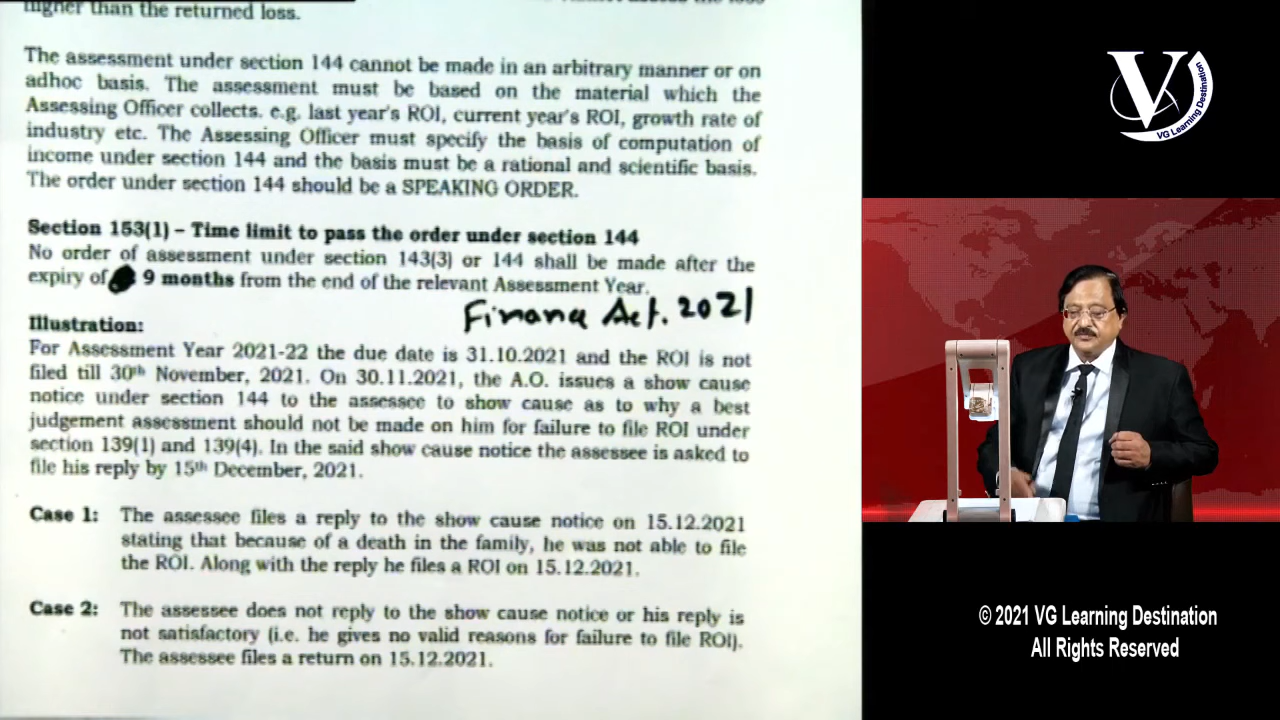 higher than the returned loss.
The assessment under section 144 cannot be made in an arbitrary manner or on
adhoc basis. The assessment must be based on the material which the
Assessing Officer collects. e.g. last year's ROI, current year's ROI, growth rate of
industry etc. The Assessing Officer must specify the basis of computation of
income under section 144 and the basis must be a rational and scientific basis.
The order under section 144 should be a SPEAKING ORDER.
Section 153(1) – Time limit to pass the order under section 144
No order of assessment under section 143(3) or 144 shall be made after the
expiry of 9 months from the end of the relevant Assessment Year.
Finance Act. 2021
Illustration:
For Assessment Year 2021-22 the due date is 31.10.2021 and the ROI is not
filed till 30th November, 2021. On 30.11.2021, the A.O. issues a show cause
notice under section 144 to the assessee to show cause as to why a best
judgement assessment should not be made on him for failure to file ROI under
section 139(1) and 139(4). In the said show cause notice the assessee is asked to
file his reply by 15th December, 2021.
Case 1: The assessee files a reply to the show cause notice on 15.12.2021
stating that because of a death in the family, he was not able to file
the ROI. Along with the reply he files a ROI on 15.12.2021.
Case 2: The assessee does not reply to the show cause notice or his reply is
not satisfactory (i.e. he gives no valid reasons for failure to file ROI).
The assessee files a return on 15.12.2021.
V
VG Learning Destination
© 2021 VG Learning Destination
All Rights Reserved